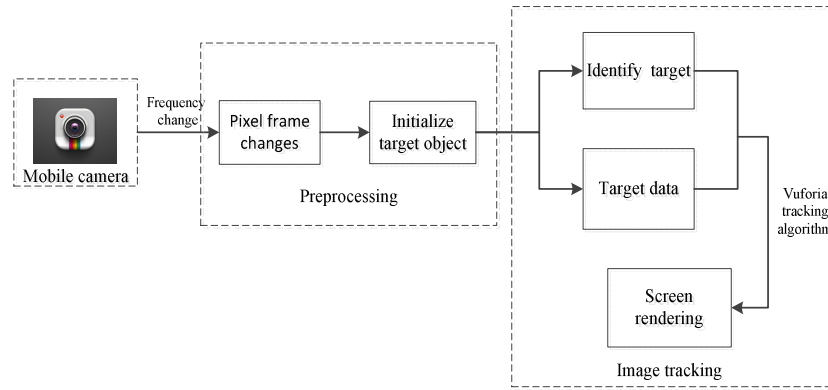 Mobile camera
Frequency
change
Pixel frame
changes
Initialize
target object
Preprocessing
Identify target
Target data
Vuforia
tracking
algorithm
Screen
rendering
Image tracking